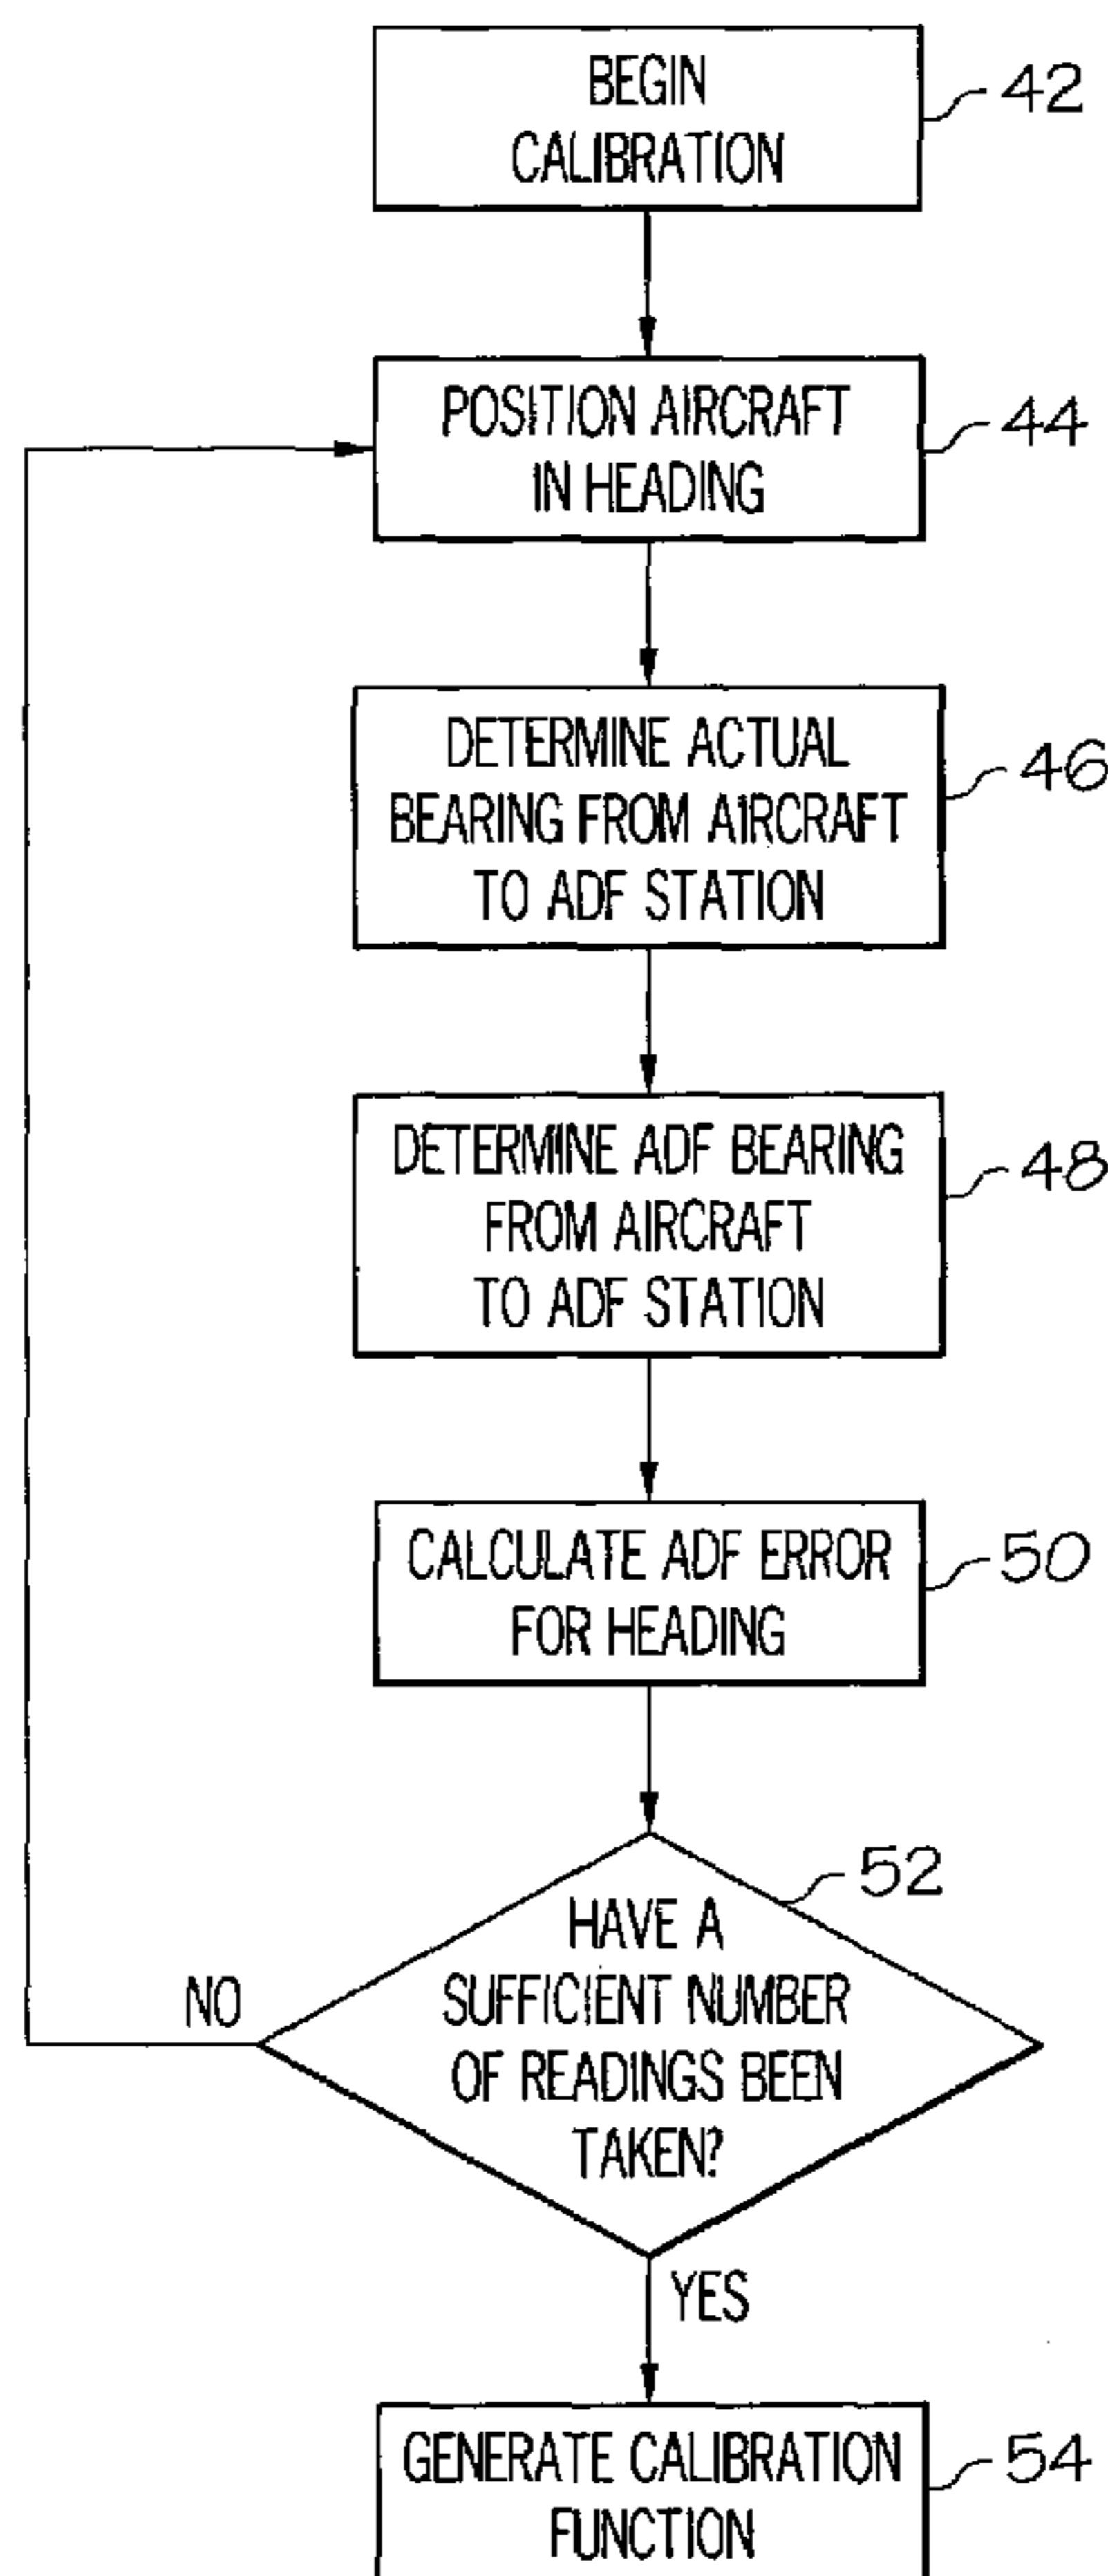 BEGIN
CALIBRATION
42
POSITION AIRCRAFT
IN HEADING
44
DETERMINE ACTUAL
BEARING FROM AIRCRAFT
TO ADF STATION
46
DETERMINE ADF BEARING
FROM AIRCRAFT
TO ADF STATION
48
CALCULATE ADF ERROR
FOR HEADING
50
52
HAVE A
SUFFICIENT NUMBER
OF READINGS BEEN
TAKEN?
NO
YES
GENERATE CALIBRATION
FUNCTION
54